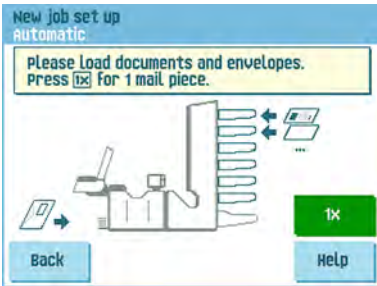 New job set up
Automatic
Please load documents and envelopes.
Press 1x for 1 mail piece.
...
1x
Back
Help